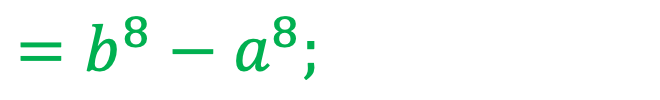 = b⁸ − a⁸;